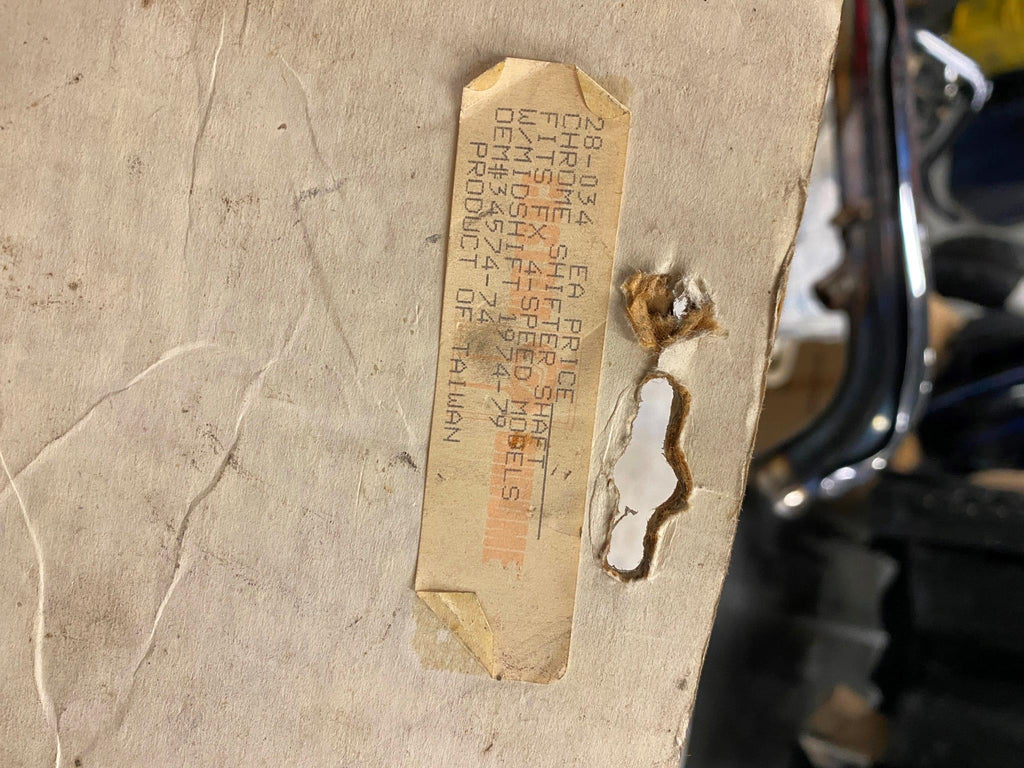 28-034 EA PRICE
CHROME SHIFTER SHAFT
FITS FX 4-SPEED MODELS
W/MIDSHIFT 1974-79
OEM#34574-74
PRODUCT OF TAIWAN